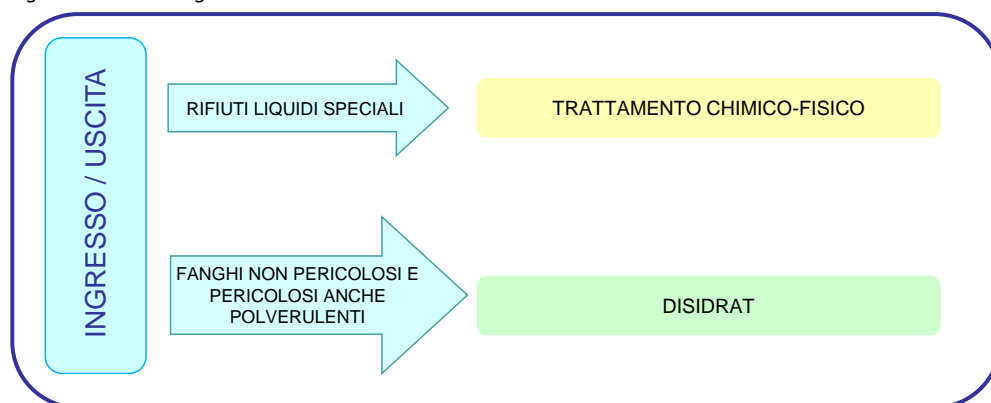 INGRESSO / USCITA
RIFIUTI LIQUIDI SPECIALI
TRATTAMENTO CHIMICO-FISICO
FANGHI NON PERICOLOSI E
PERICOLOSI ANCHE
POLVERULENTI
DISIDRAT